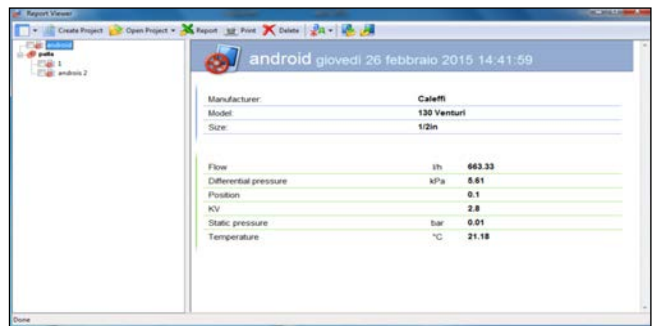 Report Viewer
Create Project Open Project Report Print Delete
android
palla
1
androis 2
android giovedì 26 febbraio 2015 14:41:59
Manufacturer: Caleffi
Model: 130 Venturi
Size: 1/2in
Flow l/h 663.33
Differential pressure kPa 5.61
Position 0.1
KV 2.8
Static pressure bar 0.01
Temperature °C 21.18
Done